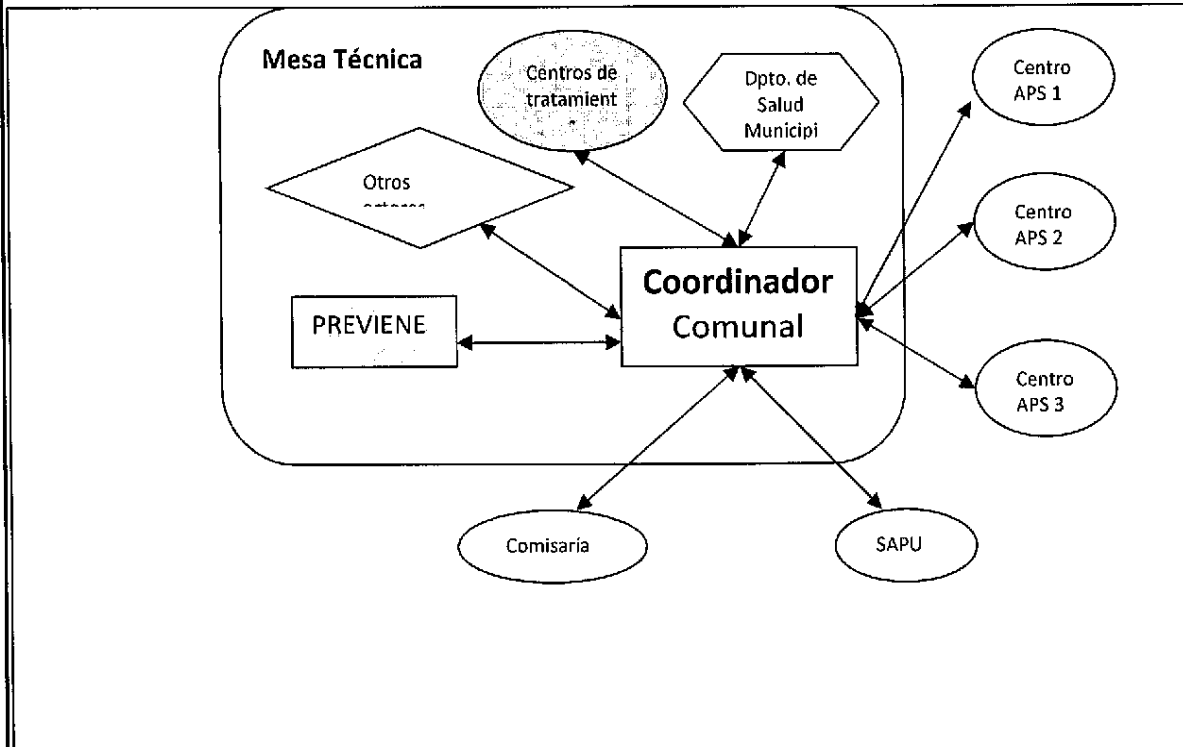 Mesa Técnica
Centros de
tratamient
Dpto. de
Salud
Municipi
Otros
PREVIENE
Coordinador
Comunal
Centro
APS 1
Centro
APS 2
Centro
APS 3
Comisaría
SAPU